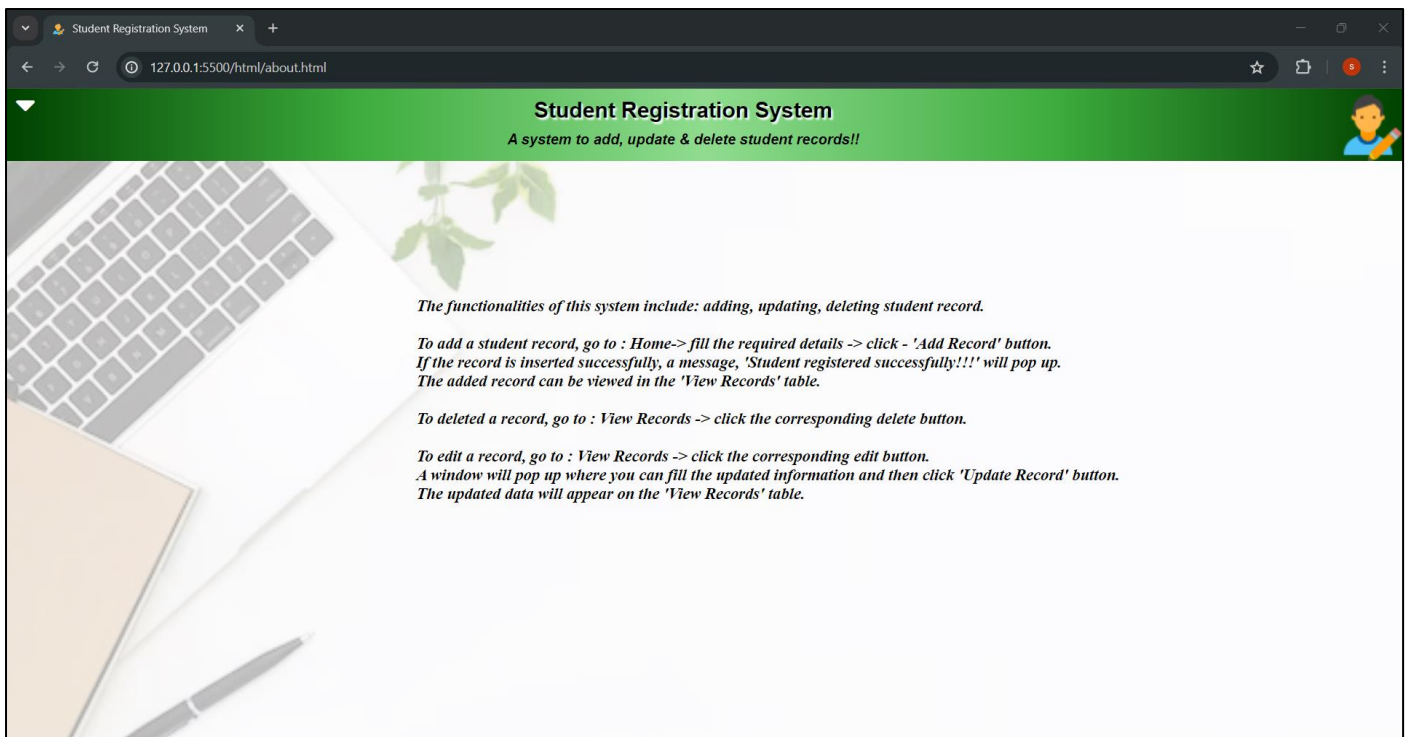 Student Registration System
127.0.0.1:5500/html/about.html
S
Student Registration System
A system to add, update & delete student records!!
The functionalities of this system include: adding, updating, deleting student record.
To add a student record, go to : Home-> fill the required details -> click - 'Add Record' button.
If the record is inserted successfully, a message, 'Student registered successfully!!!' will pop up.
The added record can be viewed in the 'View Records' table.
To deleted a record, go to : View Records -> click the corresponding delete button.
To edit a record, go to : View Records -> click the corresponding edit button.
A window will pop up where you can fill the updated information and then click 'Update Record' button.
The updated data will appear on the 'View Records' table.